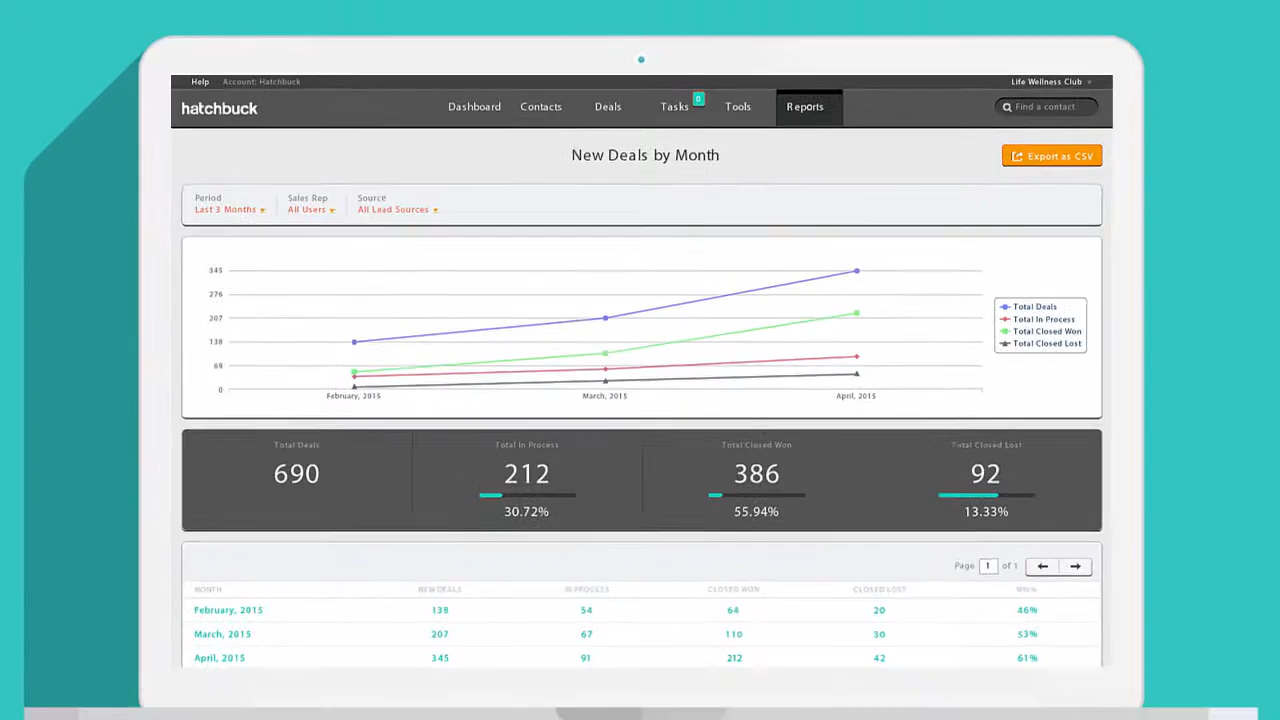 Help Account: Hatchbuck Life Wellness Club
hatchbuck Dashboard Contacts Deals Tasks 0 Tools Reports Find a contact
New Deals by Month Export as CSV
Period Sales Rep Source
Last 3 Months All Users All Lead Sources
345
276
207
138
69
0
February, 2015 March, 2015 April, 2015
Total Deals
Total In Process
Total Closed Won
Total Closed Lost
Total Deals Total In Process Total Closed Won Total Closed Lost
690 212 386 92
30.72% 55.94% 13.33%
Page 1 of 1
MONTH NEW DEALS IN PROCESS CLOSED WON CLOSED LOST WIN%
February, 2015 138 54 64 20 46%
March, 2015 207 67 110 30 53%
April, 2015 345 91 212 42 61%